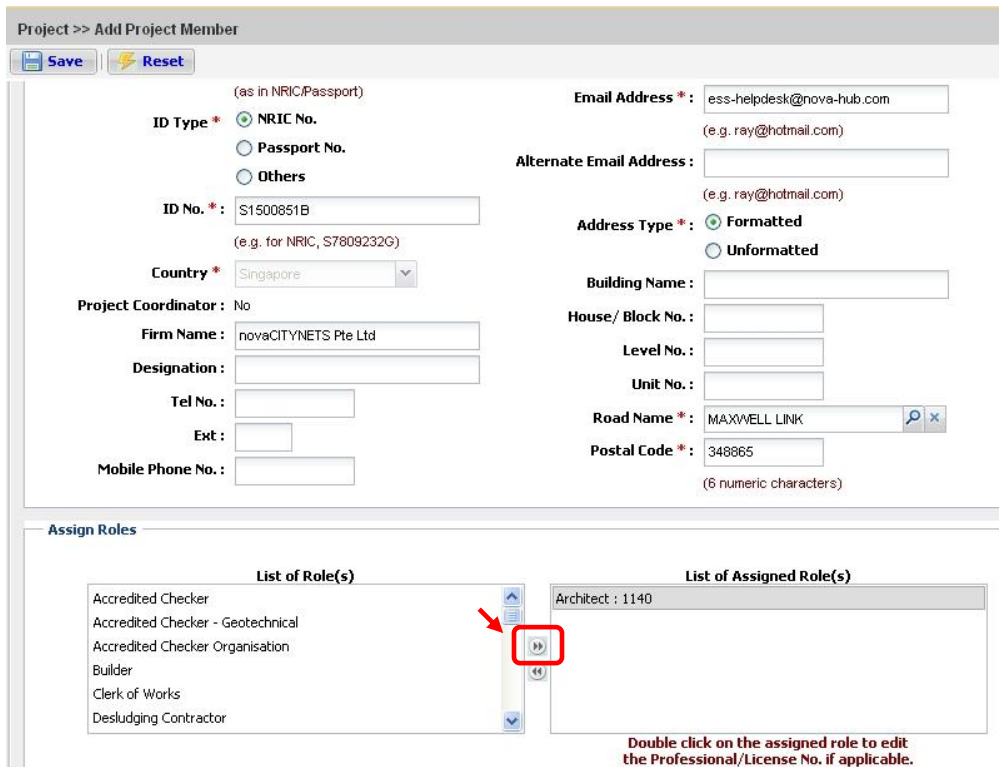 Project >> Add Project Member
Save | Reset
(as in NRIC/Passport)
ID Type * NRIC No.
Passport No.
Others
ID No. * : S1500851B
(e.g. for NRIC, S7809232G)
Country * Singapore
Project Coordinator : No
Firm Name : novaCITYNETS Pte Ltd
Designation :
Tel No. :
Ext :
Mobile Phone No. :
Email Address * : ess-helpdesk@nova-hub.com
(e.g. ray@hotmail.com)
Alternate Email Address :
(e.g. ray@hotmail.com)
Address Type * : Formatted
Unformatted
Building Name :
House/ Block No. :
Level No. :
Unit No. :
Road Name * : MAXWELL LINK
Postal Code * : 348865
(6 numeric characters)
Assign Roles
List of Role(s)
Accredited Checker
Accredited Checker - Geotechnical
Accredited Checker Organisation
Builder
Clerk of Works
Desludging Contractor
List of Assigned Role(s)
Architect : 1140
Double click on the assigned role to edit
the Professional/License No. if applicable.